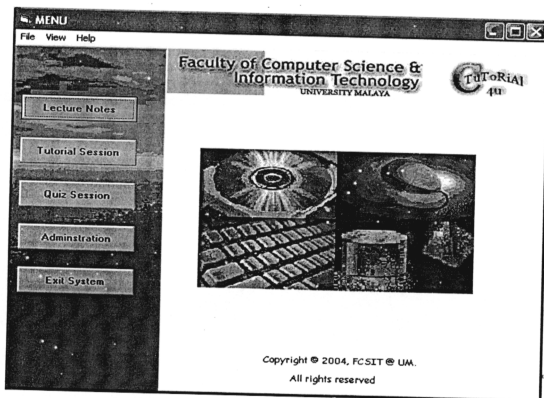 MENU
File View Help
Faculty of Computer Science &
Information Technology
UNIVERSITY MALAYA
TuToRiAl
4U
Lecture Notes
Tutorial Session
Quiz Session
Adminstration
Exit System
Copyright © 2004, FCSIT @ UM.
All rights reserved